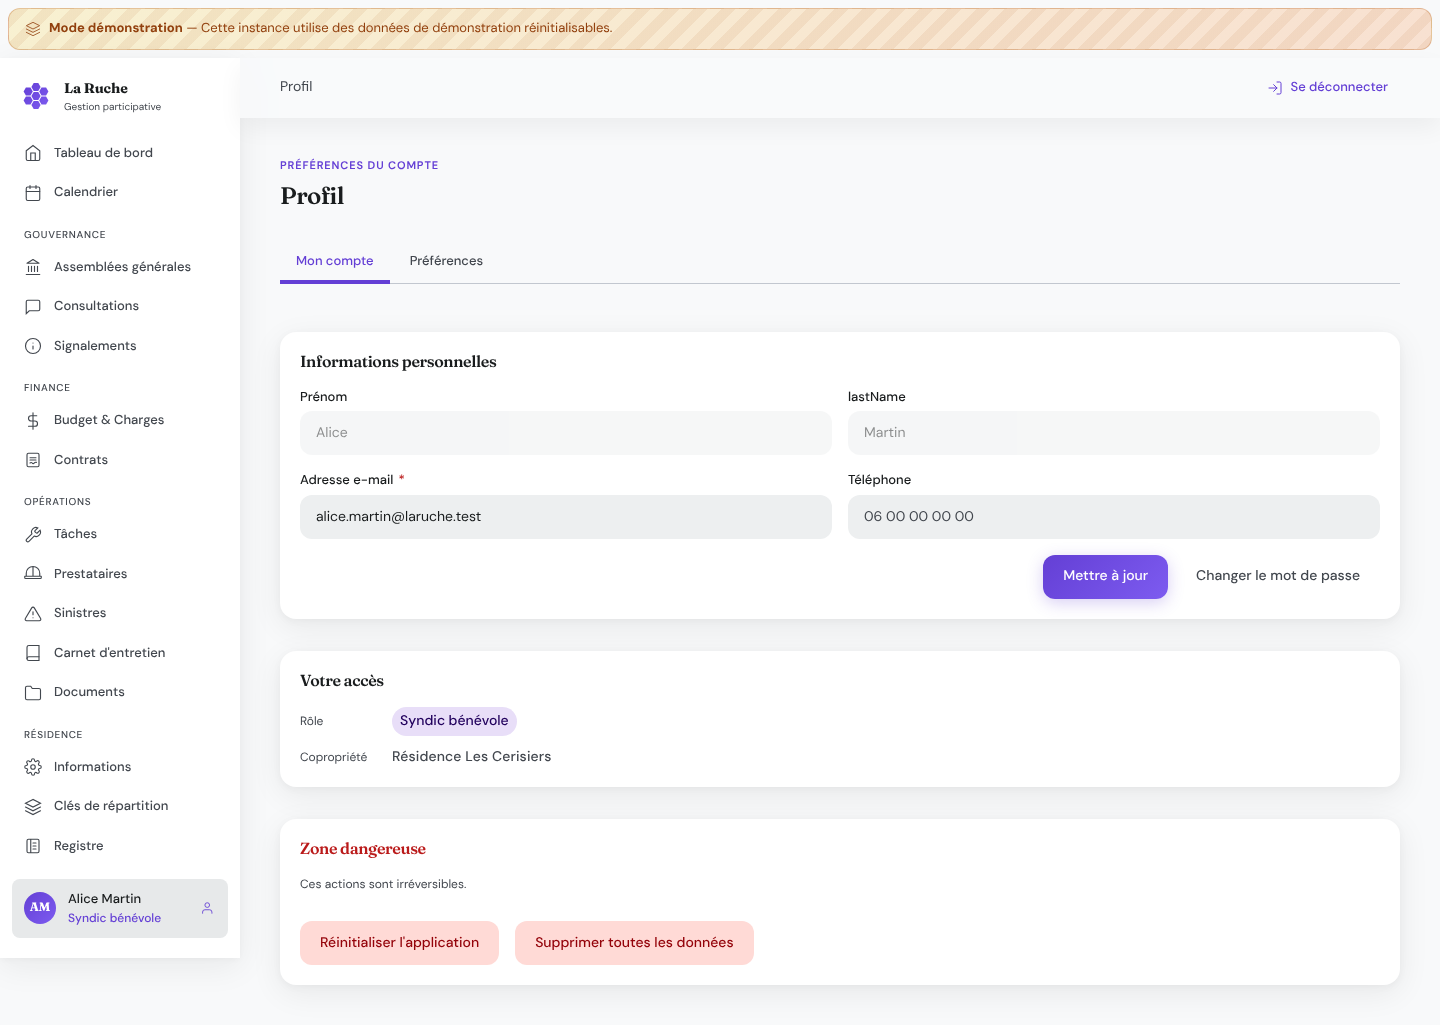 Mode démonstration — Cette instance utilise des données de démonstration réinitialisables.
La Ruche
Gestion participative
Tableau de bord
Calendrier
GOUVERNANCE
Assemblées générales
Consultations
Signalements
FINANCE
Budget & Charges
Contrats
OPÉRATIONS
Tâches
Prestataires
Sinistres
Carnet d'entretien
Documents
RÉSIDENCE
Informations
Clés de répartition
Registre
AM
Alice Martin
Syndic bénévole
Profil
Se déconnecter
PRÉFÉRENCES DU COMPTE
Profil
Mon compte
Préférences
Informations personnelles
Prénom
Alice
lastName
Martin
Adresse e-mail *
alice.martin@laruche.test
Téléphone
06 00 00 00 00
Mettre à jour
Changer le mot de passe
Votre accès
Rôle
Syndic bénévole
Copropriété
Résidence Les Cerisiers
Zone dangereuse
Ces actions sont irréversibles.
Réinitialiser l'application
Supprimer toutes les données